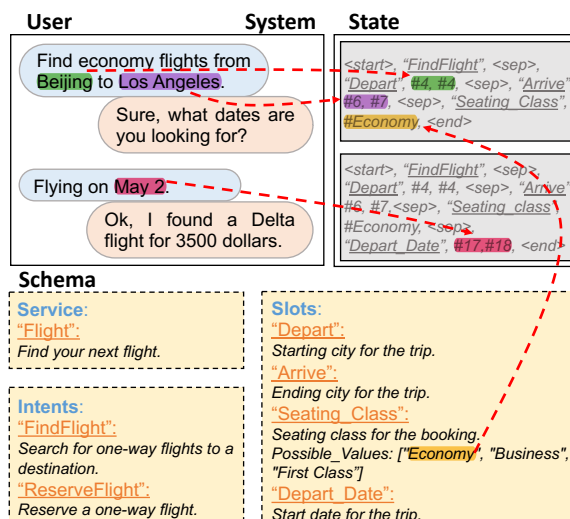 User
System
State
Find economy flights from
Beijing to Los Angeles.
Sure, what dates are
you looking for?
Flying on May 2.
Ok, I found a Delta
flight for 3500 dollars.
<start>, “FindFlight”, <sep>,
“Depart”, #4, #4, <sep>, “Arrive”
#6, #7, <sep>, “Seating_Class”,
#Economy, <end>
<start>, “FindFlight”, <sep>,
“Depart”, #4, #4, <sep>, “Arrive”
#6, #7,<sep>, “Seating_class”,
#Economy, <sep>
“Depart_Date”, #17,#18, <end>
Schema
Service:
“Flight”:
Find your next flight.
Intents:
“FindFlight”:
Search for one-way flights to a
destination.
“ReserveFlight”:
Reserve a one-way flight.
Slots:
“Depart”:
Starting city for the trip.
“Arrive”:
Ending city for the trip.
“Seating_Class”:
Seating class for the booking.
Possible_Values: ["Economy", "Business",
"First Class”]
“Depart_Date”:
Start date for the trip.